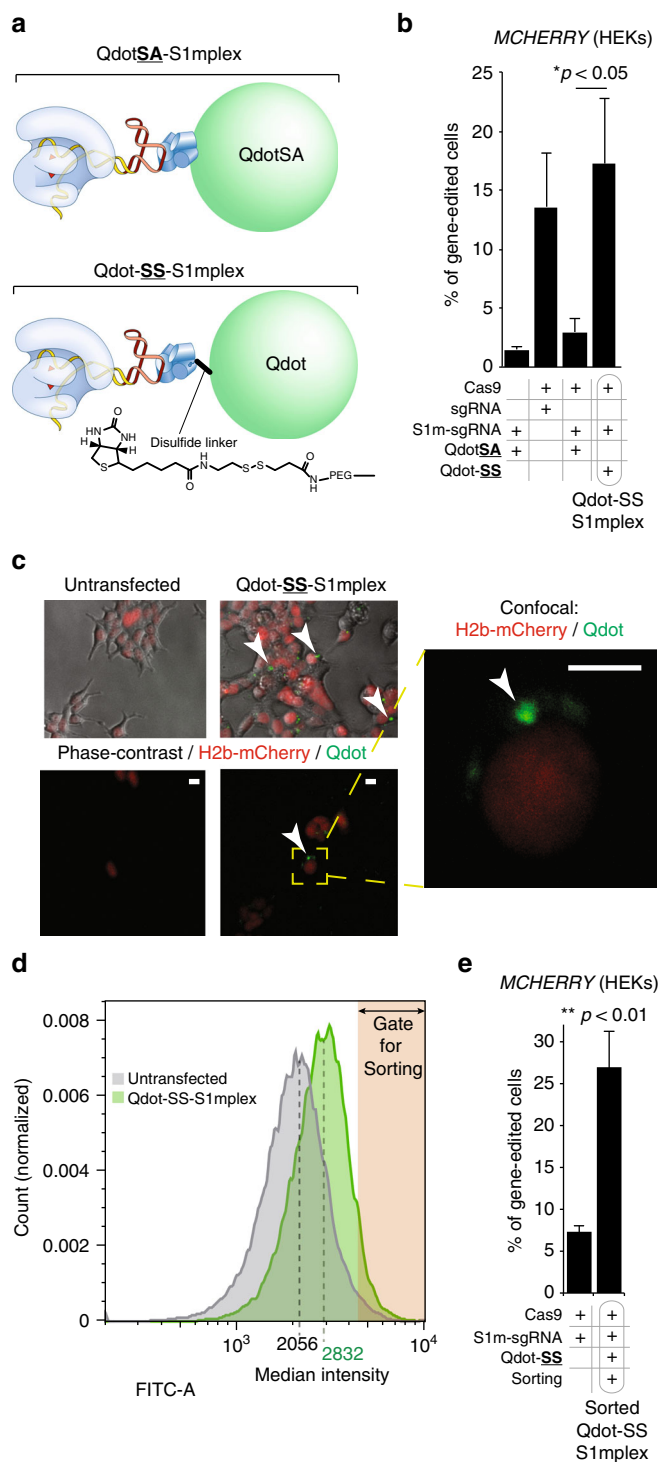 a
QdotSA-S1mplex
QdotSA
Qdot-SS-S1mplex
Qdot
Disulfide linker
O
HN
NH
H
H
S
O
H
N
S
S
O
N
H
PEG
b
MCHERRY (HEKs)
*p < 0.05
% of gene-edited cells
25
20
15
10
5
0
Cas9 + + +
sgRNA +
S1m-sgRNA + + +
QdotSA + +
Qdot-SS +
Qdot-SS
S1mplex
c
Untransfected
Qdot-SS-S1mplex
Confocal:
H2b-mCherry / Qdot
Phase-contrast / H2b-mCherry / Qdot
d
Count (normalized)
0.008
0.006
0.004
0.002
0
Gate
for
Sorting
Untransfected
Qdot-SS-S1mplex
10³
2056
2832
10⁴
Median intensity
FITC-A
e
MCHERRY (HEKs)
** p < 0.01
% of gene-edited cells
30
25
20
15
10
5
0
Cas9 + +
S1m-sgRNA + +
Qdot-SS +
Sorting +
Sorted
Qdot-SS
S1mplex